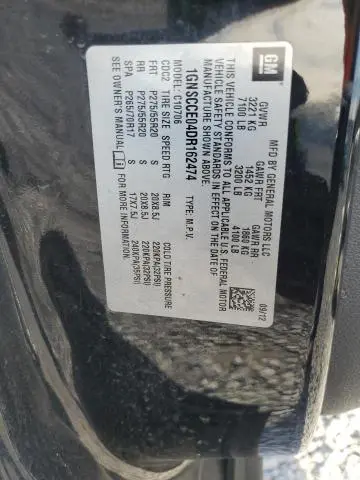 GM
MFD BY GENERAL MOTORS LLC
09/12
GVWR GAWR FRT GAWR RR
3221 KG 1452 KG 1860 KG
7100 LB 3200 LB 4100 LB
THIS VEHICLE CONFORMS TO ALL APPLICABLE U.S. FEDERAL MOTOR
VEHICLE SAFETY STANDARDS IN EFFECT ON THE DATE OF
MANUFACTURE SHOWN ABOVE.
1GNSCCE04DR162474 TYPE: M.P.V.
MODEL: C10706
CDC2 TIRE SIZE SPEED RTG RIM COLD TIRE PRESSURE
FRT P275/55R20 S 20X8.5J 220KPA(32PSI)
RR P275/55R20 S 20X8.5J 220KPA(32PSI)
SPA P265/70R17 S 17X7.5J 240KPA(35PSI)
SEE OWNER'S MANUAL